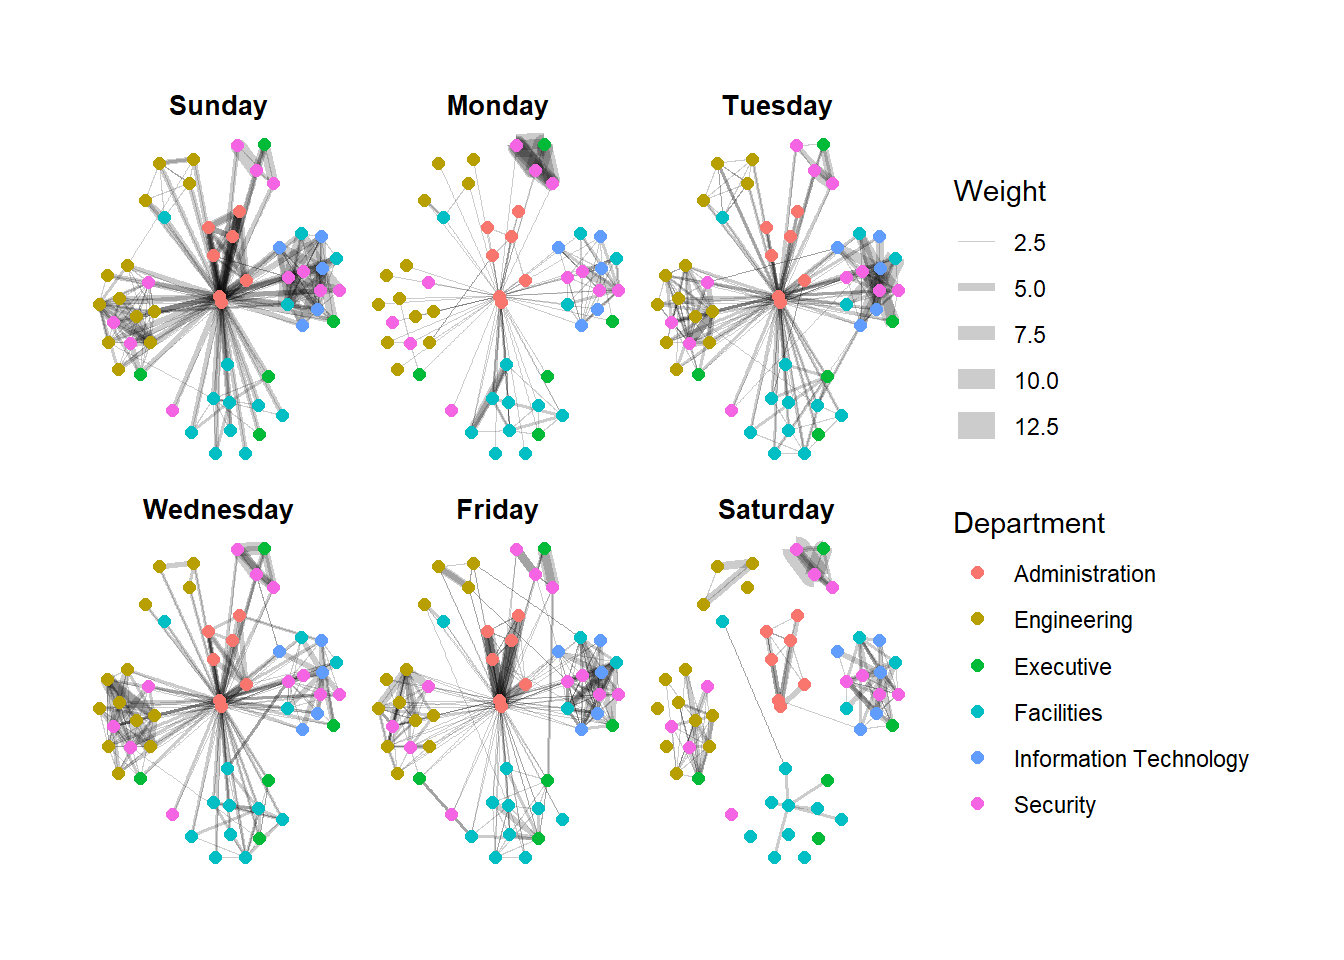 Sunday
Monday
Tuesday
Wednesday
Friday
Saturday
Weight
2.5
5.0
7.5
10.0
12.5
Department
Administration
Engineering
Executive
Facilities
Information Technology
Security